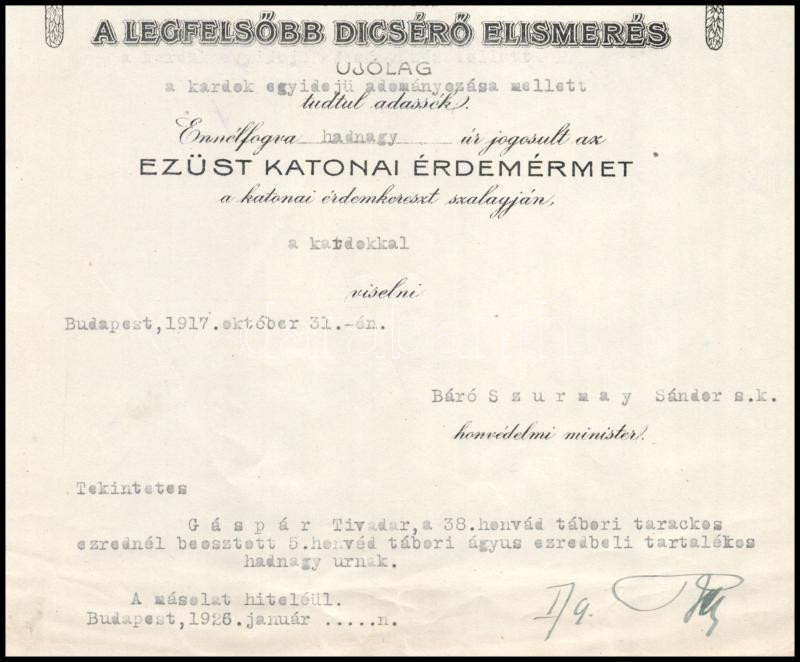 A LEGFELSŐBB DICSÉRŐ ELISMERÉS
UJÓLAG
a kardok egyidejü adományozása mellett
tudtul adassék.
Ennélfogva hadnagy úr jogosult az
EZÜST KATONAI ÉRDEMÉRMET
a katonai érdemkereszt szalagján,
a kardokkal
viselni
Budapest,1917.október 31.-én.
darabanth
Báró S z u r m a y Sándor s.k.
honvédelmi minister.
Tekintetes
G á s p á r Tivadar,a 38.honvéd tábori tarackos
ezrednél beosztott 5.honvéd tábori ágyus ezredbeli tartalékos
hadnagy urnak.
A másolat hiteléül.
Budapest,1926.január .....n.
I/9.